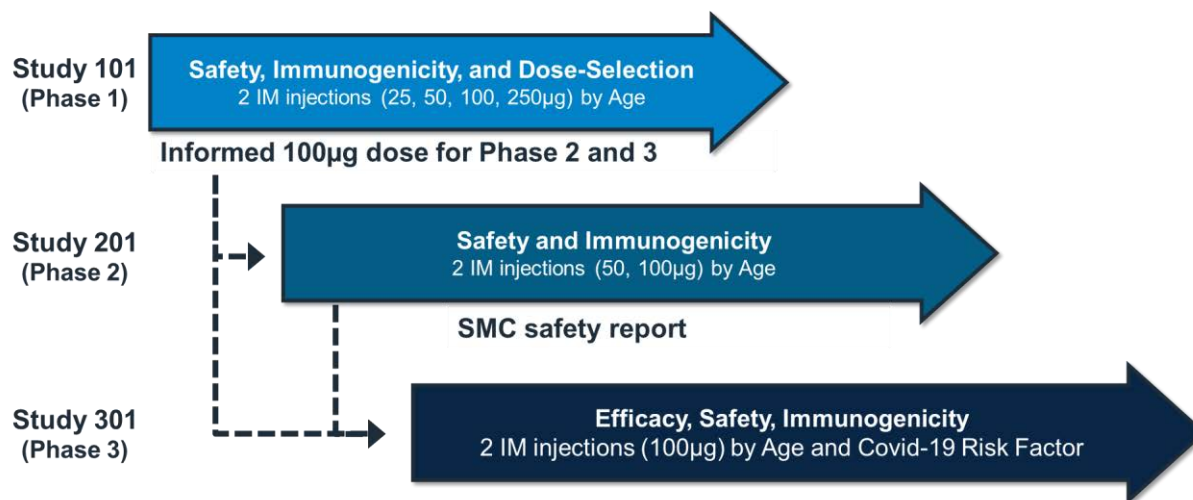 Study 101
(Phase 1)
Safety, Immunogenicity, and Dose-Selection
2 IM injections (25, 50, 100, 250µg) by Age
Informed 100µg dose for Phase 2 and 3
Study 201
(Phase 2)
Safety and Immunogenicity
2 IM injections (50, 100µg) by Age
SMC safety report
Study 301
(Phase 3)
Efficacy, Safety, Immunogenicity
2 IM injections (100µg) by Age and Covid-19 Risk Factor